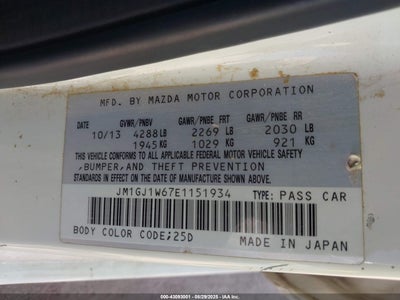 MFD. BY MAZDA MOTOR CORPORATION
DATE GVWR/PNBV GAWR/PNBE FRT GAWR/PNBE RR
10/13 4288LB 2269 LB 2030 LB
1945KG 1029 KG 921 KG
THIS VEHICLE CONFORMS TO ALL
APPLICABLE FEDERAL MOTOR VEHICLE SAFETY
,BUMPER,AND THEFT PREVENTION
STANDARDS IN EFFECT ON THE DATE OF MANUFACTURE SHOWN ABOVE.
JM1GJ1W67E1151934 TYPE: PASS CAR
BODY COLOR CODE;25D
MADE IN JAPAN
000-43093001 - 08/29/2025 - IAAI.COM